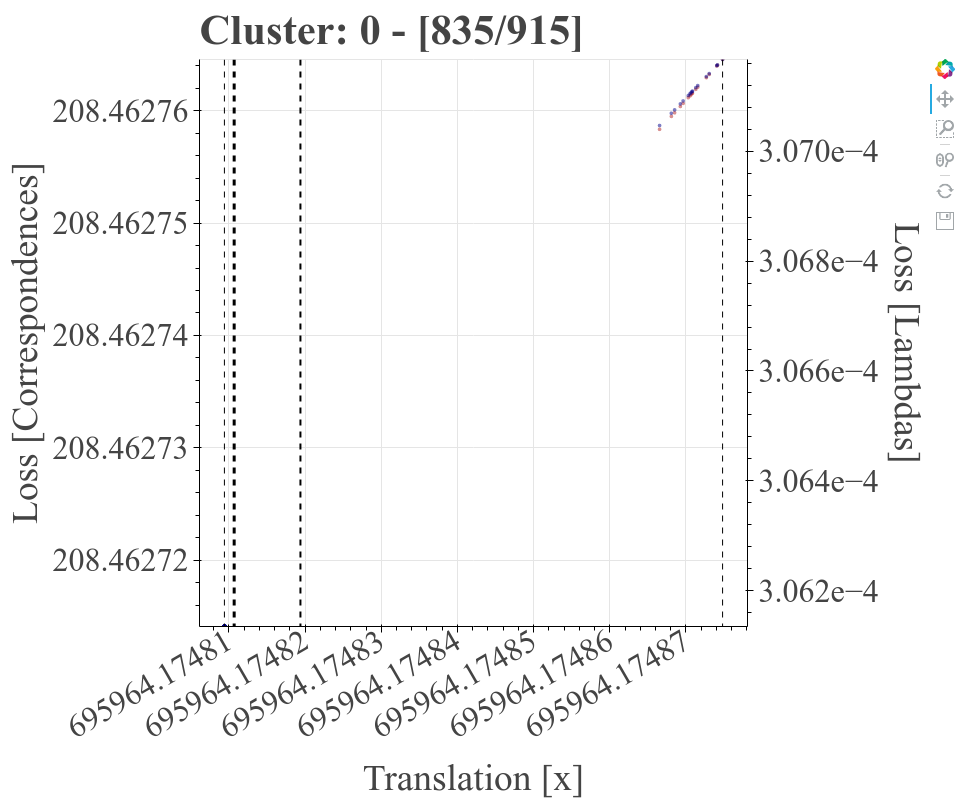 Cluster: 0 - [835/915]
Loss [Correspondences]
208.46276
208.46275
208.46274
208.46273
208.46272
3.070e−4
3.068e−4
3.066e−4
3.064e−4
3.062e−4
Loss [Lambdas]
695964.17481
695964.17482
695964.17483
695964.17484
695964.17485
695964.17486
695964.17487
Translation [x]